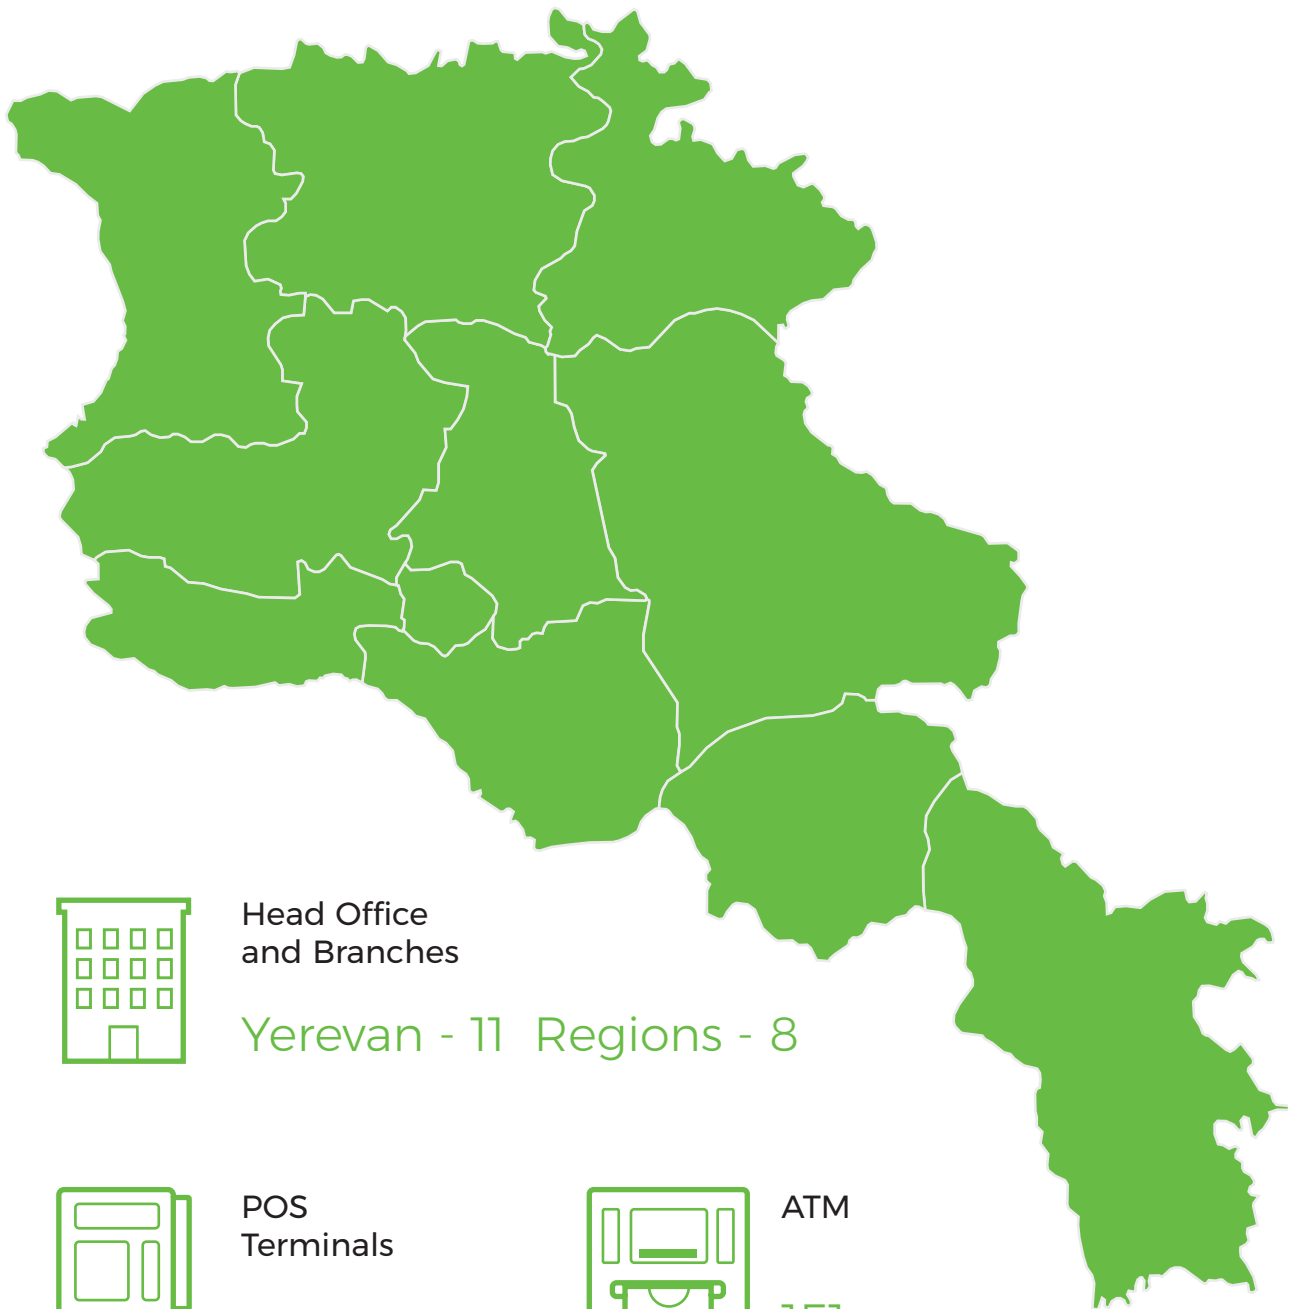 Head Office
and Branches
Yerevan - 11 Regions - 8
POS
Terminals
ATM